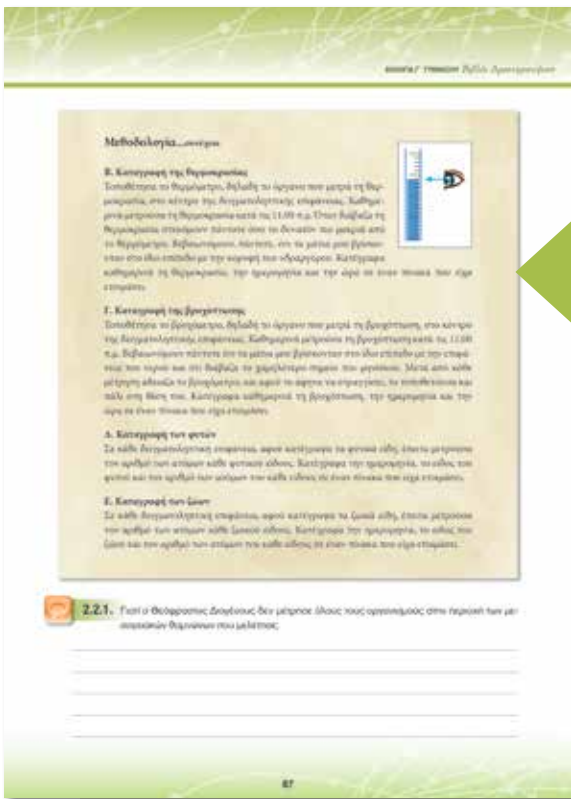 ΒΙΟΛΟΓΙΑ Γ΄ ΓΥΜΝΑΣΙΟΥ Βιβλίο Δραστηριοτήτων
Μεθοδολογία...συνέχεια
Β. Καταγραφή της θερμοκρασίας
Τοποθέτησα το θερμόμετρο, δηλαδή το όργανο που μετρά τη θερ-
μοκρασία, στο κέντρο της δειγματοληπτικής επιφάνειας. Καθημε-
ρινά μετρούσα τη θερμοκρασία κατά τις 11.00 π.μ. Όταν διάβαζα τη
θερμοκρασία στεκόμουν πάντοτε όσο το δυνατόν πιο μακριά από
το θερμόμετρο. Βεβαιωνόμουν, πάντοτε, ότι τα μάτια μου βρίσκο-
νταν στο ίδιο επίπεδο με την κορυφή του υδραργύρου. Κατέγραφα
καθημερινά τη θερμοκρασία, την ημερομηνία και την ώρα σε έναν πίνακα που είχα
ετοιμάσει.
Γ. Καταγραφή της βροχόπτωσης
Τοποθέτησα το βροχόμετρο, δηλαδή το όργανο που μετρά τη βροχόπτωση, στο κέντρο
της δειγματοληπτικής επιφάνειας. Καθημερινά μετρούσα τη βροχόπτωση κατά τις 11.00
π.μ. Βεβαιωνόμουν πάντοτε ότι τα μάτια μου βρίσκονταν στο ίδιο επίπεδο με την επιφά-
νεια του νερού και ότι διάβαζα το χαμηλότερο σημείο του μηνίσκου. Μετά από κάθε
μέτρηση άδειαζα το βροχόμετρο και αφού το άφηνα να στραγγίσει, το τοποθετούσα και
πάλι στη θέση του. Κατέγραφα καθημερινά τη βροχόπτωση, την ημερομηνία και την
ώρα σε έναν πίνακα που είχα ετοιμάσει.
Δ. Καταγραφή των φυτών
Σε κάθε δειγματοληπτική επιφάνεια, αφού κατέγραφα τα φυτικά είδη, έπειτα μετρούσα
τον αριθμό των ατόμων κάθε φυτικού είδους. Κατέγραφα την ημερομηνία, το είδος του
φυτού και τον αριθμό των ατόμων του κάθε είδους σε έναν πίνακα που είχα ετοιμάσει.
Ε. Καταγραφή των ζώων
Σε κάθε δειγματοληπτική επιφάνεια, αφού κατέγραφα τα ζωικά είδη, έπειτα μετρούσα
τον αριθμό των ατόμων κάθε ζωικού είδους. Κατέγραφα την ημερομηνία, το είδος του
ζώου και τον αριθμό των ατόμων του κάθε είδους σε έναν πίνακα που είχα ετοιμάσει.
2.2.1. Γιατί ο Θεόφραστος Διογένους δεν μέτρησε όλους τους οργανισμούς στην περιοχή των με-
σογειακών θαμνώνων που μελέτησε;
67